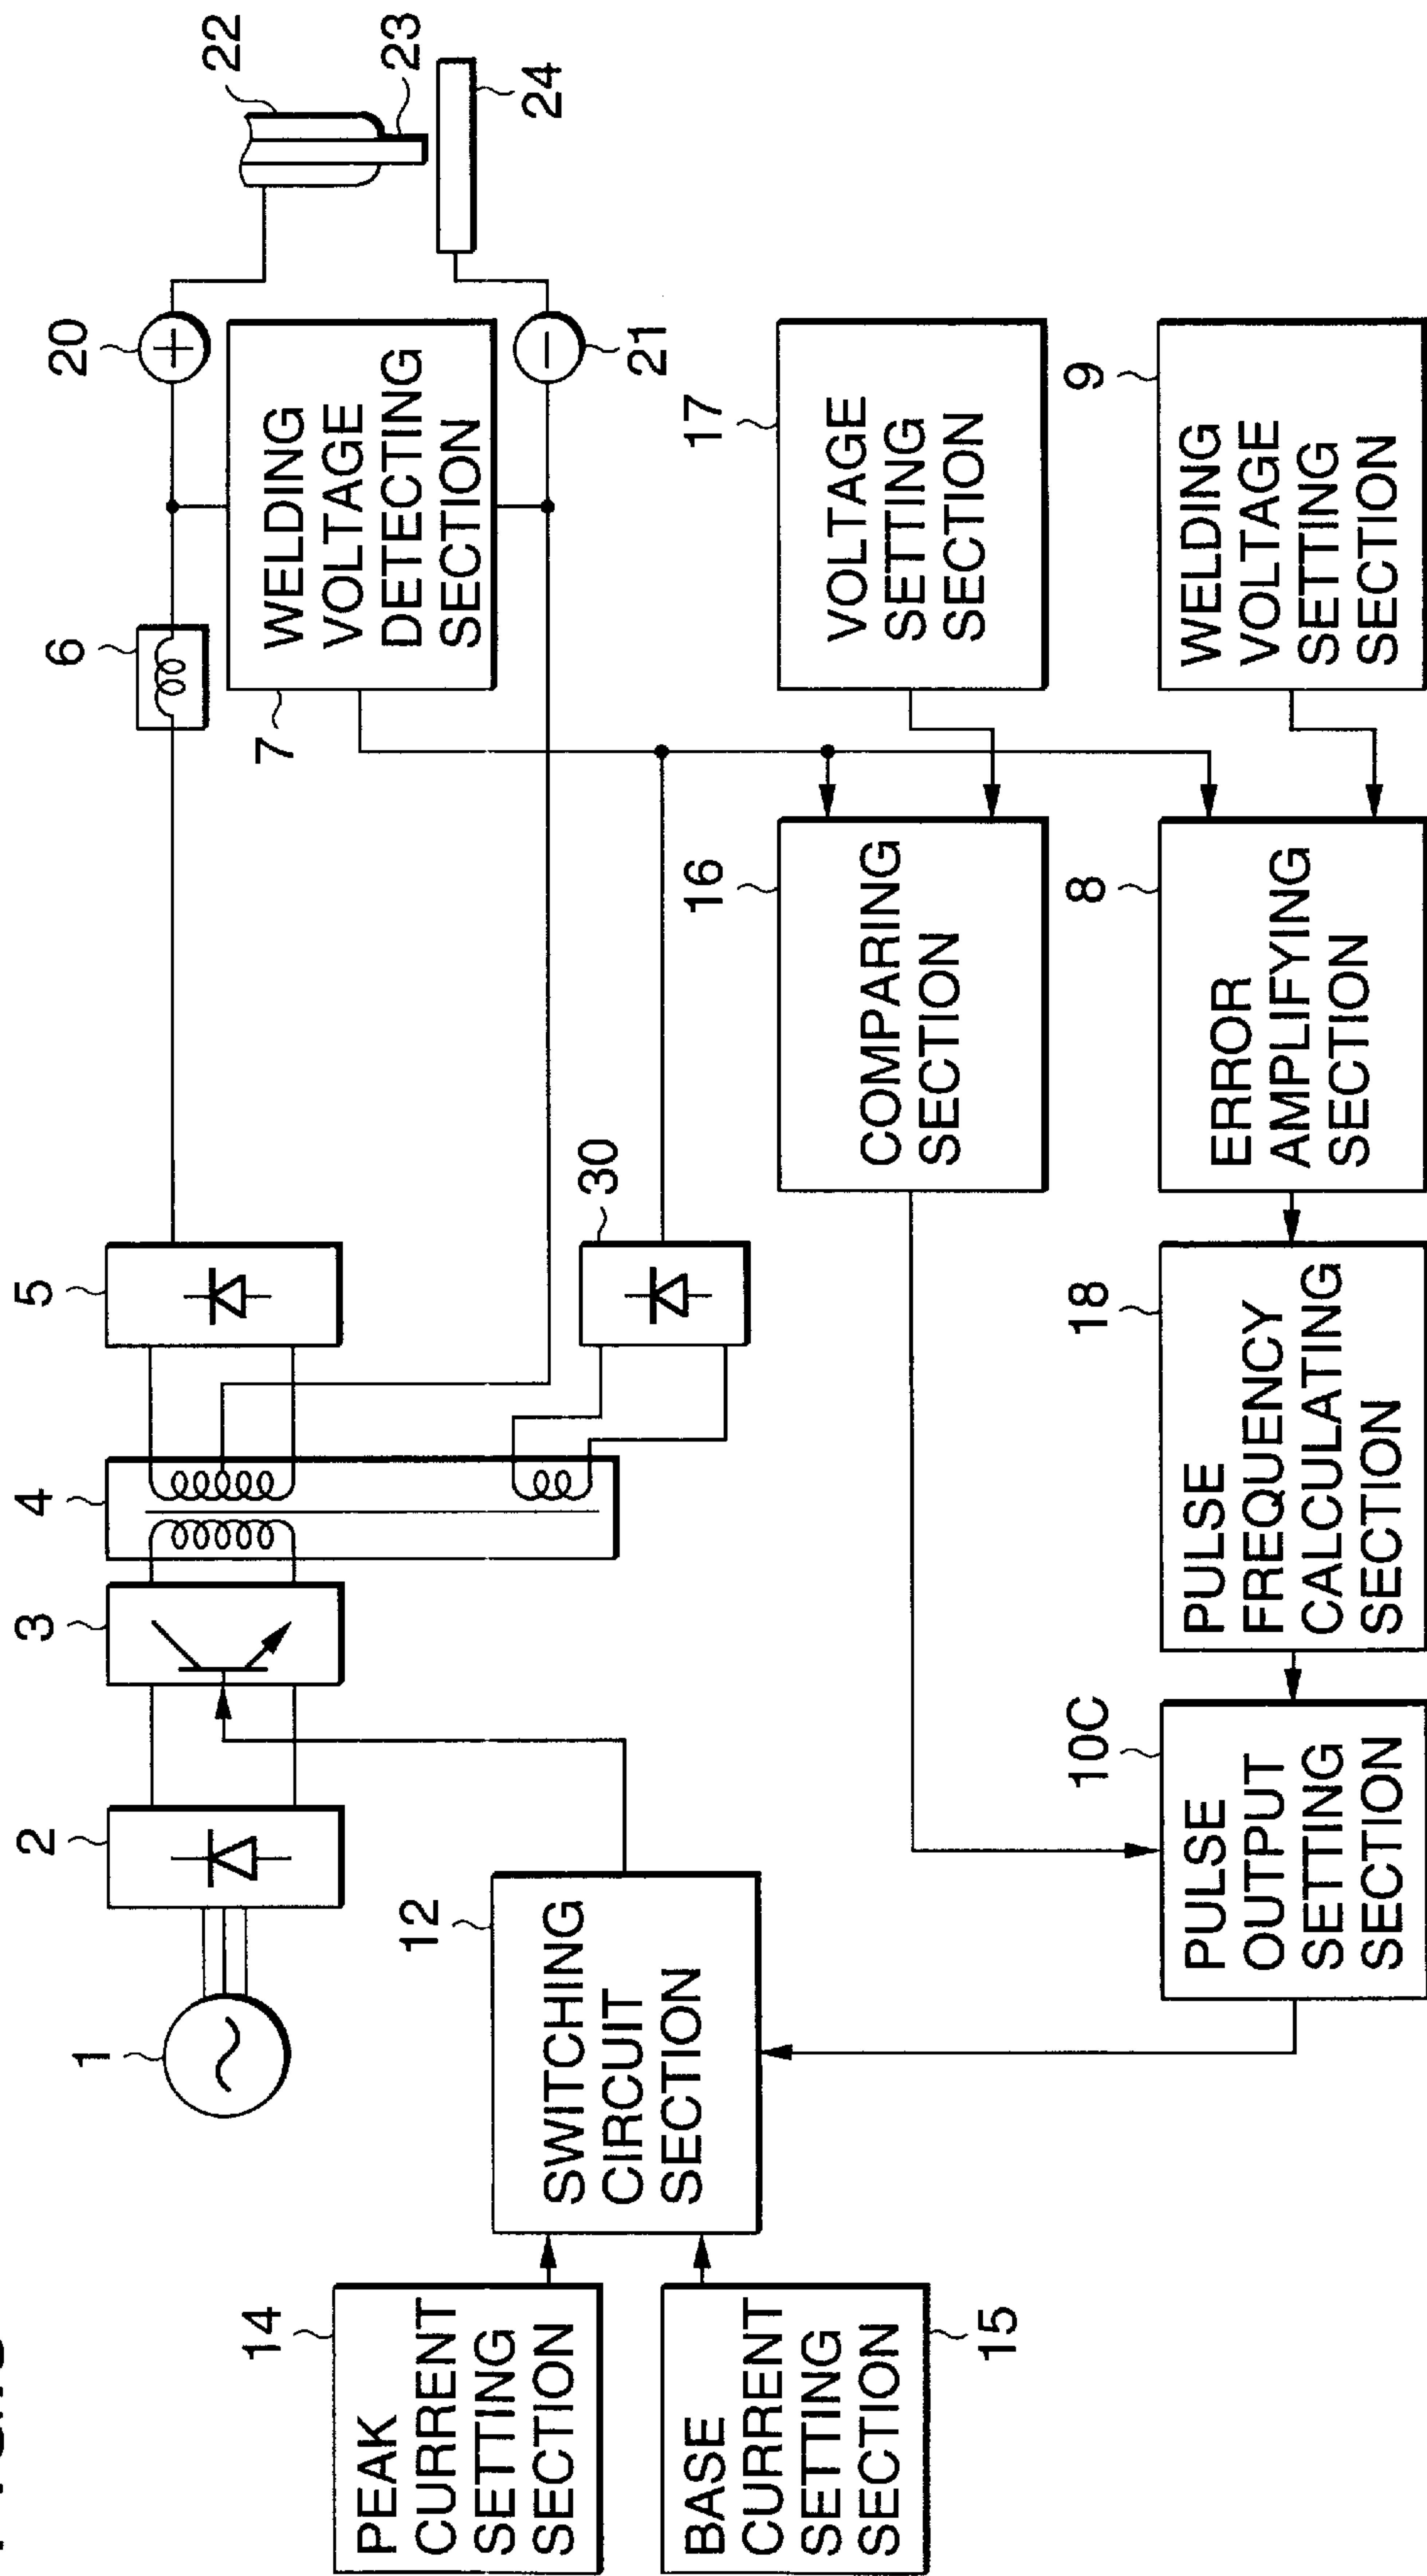 1
2
3
4
5
6
20
22
23
24
7
WELDING
VOLTAGE
DETECTING
SECTION
21
30
12
SWITCHING
CIRCUIT
SECTION
14
PEAK
CURRENT
SETTING
SECTION
BASE
CURRENT
SETTING
SECTION
15
16
COMPARING
SECTION
17
VOLTAGE
SETTING
SECTION
10C
PULSE
OUTPUT
SETTING
SECTION
18
PULSE
FREQUENCY
CALCULATING
SECTION
8
ERROR
AMPLIFYING
SECTION
9
WELDING
VOLTAGE
SETTING
SECTION